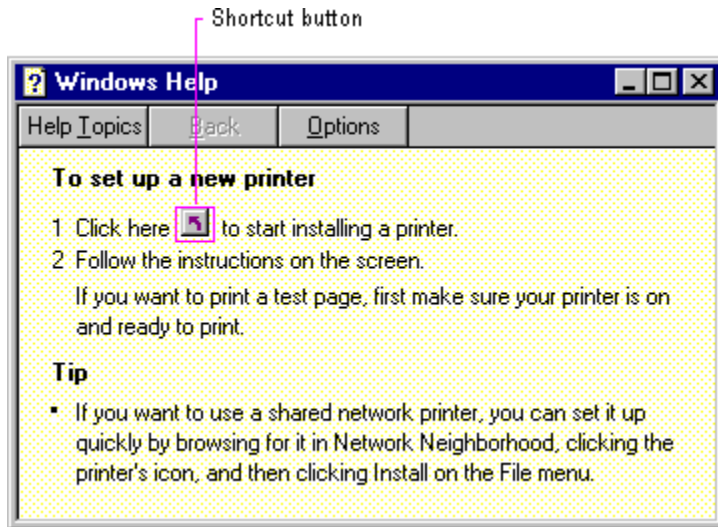 Shortcut button
Windows Help
Help Topics Back Options
To set up a new printer
1 Click here to start installing a printer.
2 Follow the instructions on the screen.
If you want to print a test page, first make sure your printer is on
and ready to print.
Tip
▪ If you want to use a shared network printer, you can set it up
quickly by browsing for it in Network Neighborhood, clicking the
printer's icon, and then clicking Install on the File menu.